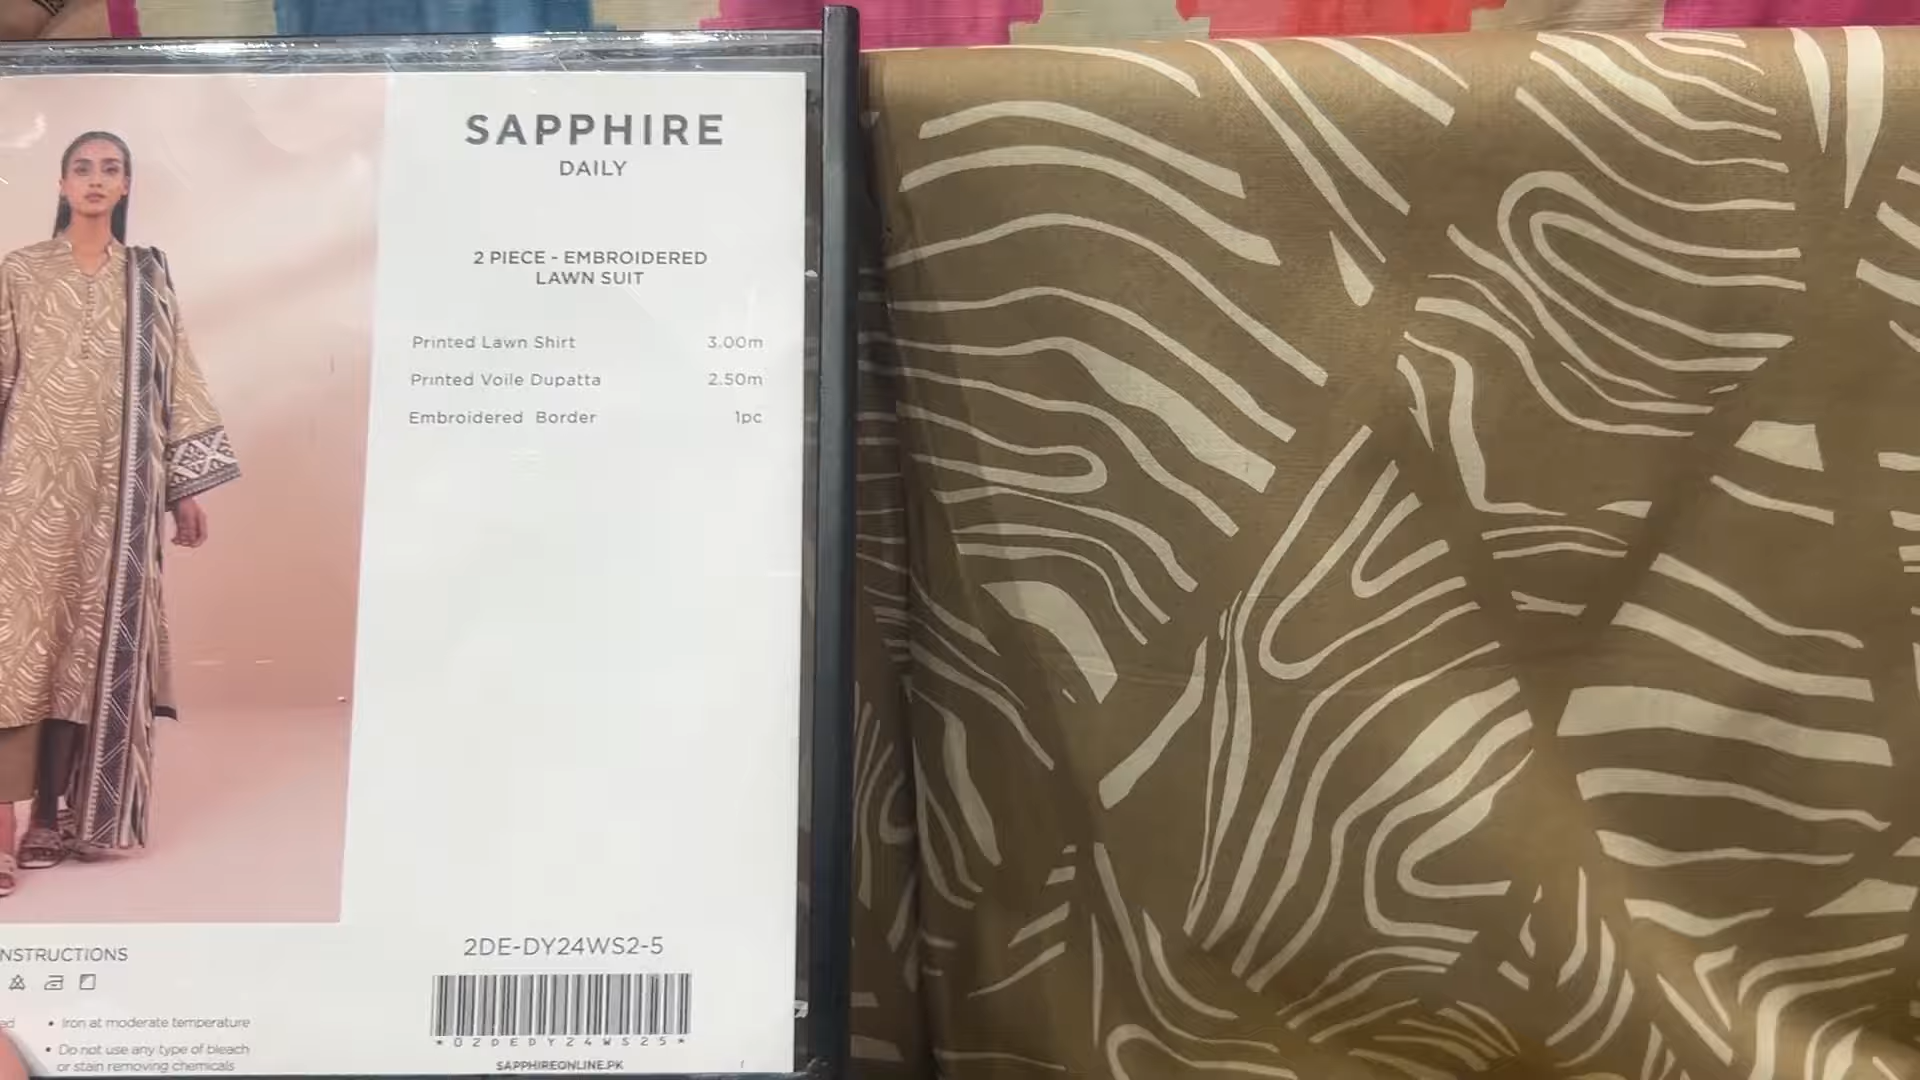 SAPPHIRE
DAILY
2 PIECE - EMBROIDERED
LAWN SUIT
Printed Lawn Shirt 3.00m
Printed Voile Dupatta 2.50m
Embroidered Border 1pc
NSTRUCTIONS
• Iron at moderate temperature
• Do not use any type of bleach
or stain removing chemicals
2DE-DY24WS2-5
*02DEDY24WS25*
SAPPHIREONLINE.PK